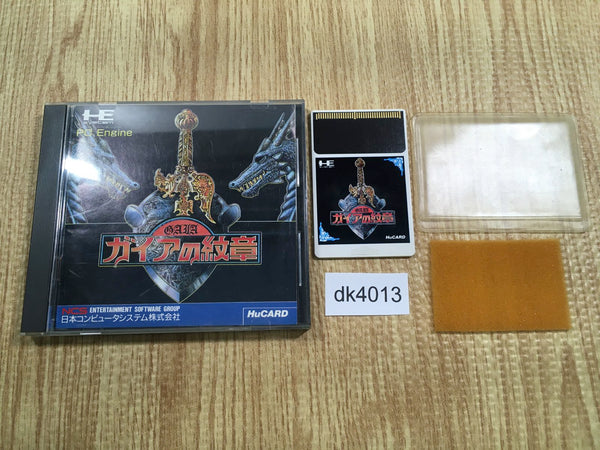 HE
SYSTEM
PC Engine
GAIA
ガイアの紋章
NCS ENTERTAINMENT SOFTWARE GROUP
日本コンピュータシステム株式会社
HuCARD
HE
GAIA
ガイアの紋章
HuCARD
dk4013